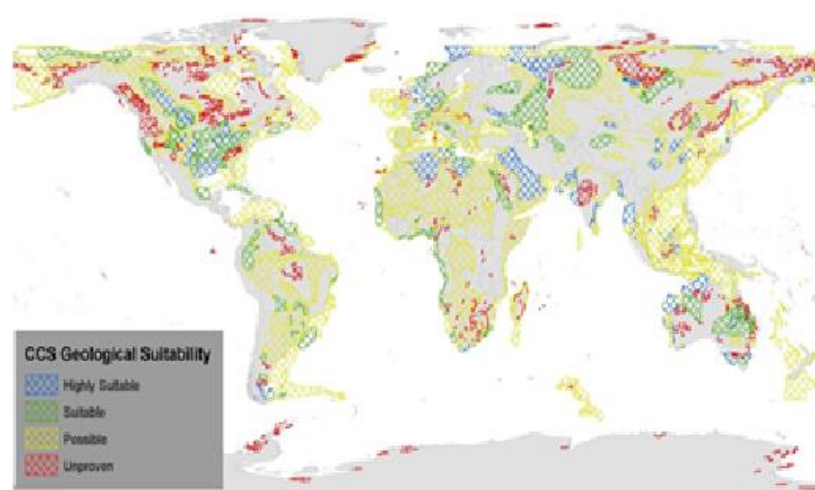 CCS Geological Suitability
Highly Suitable
Suitable
Possible
Unproven